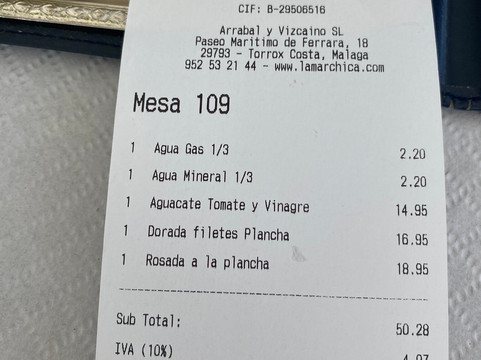 CIF: B-29506516
Arrabal y Vizcaino SL
Paseo Maritimo de Ferrara, 18
29793 - Torrox Costa, Malaga
952 53 21 44 - www.lamarchica.com
Mesa 109
1 Agua Gas 1/3 2.20
1 Agua Mineral 1/3 2.20
1 Aguacate Tomate y Vinagre 14.95
1 Dorada filetes Plancha 16.95
1 Rosada a la plancha 18.95
Sub Total: 50.28
IVA (10%)